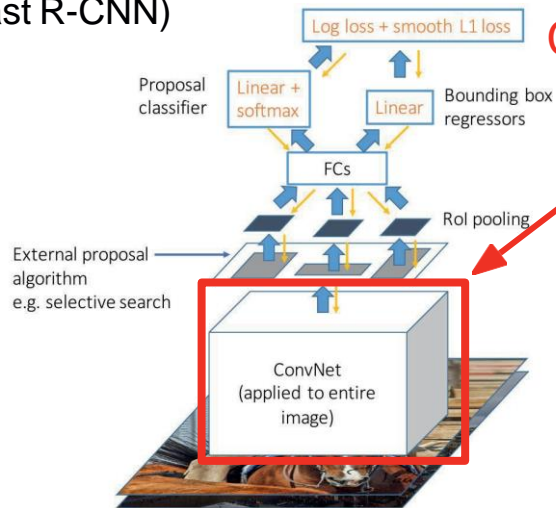 R-CNN)
Log loss + smooth L1 loss
Proposal
classifier
Linear +
softmax
Linear
Bounding box
regressors
FCs
RoI pooling
External proposal
algorithm
e.g. selective search
ConvNet
(applied to entire
image)